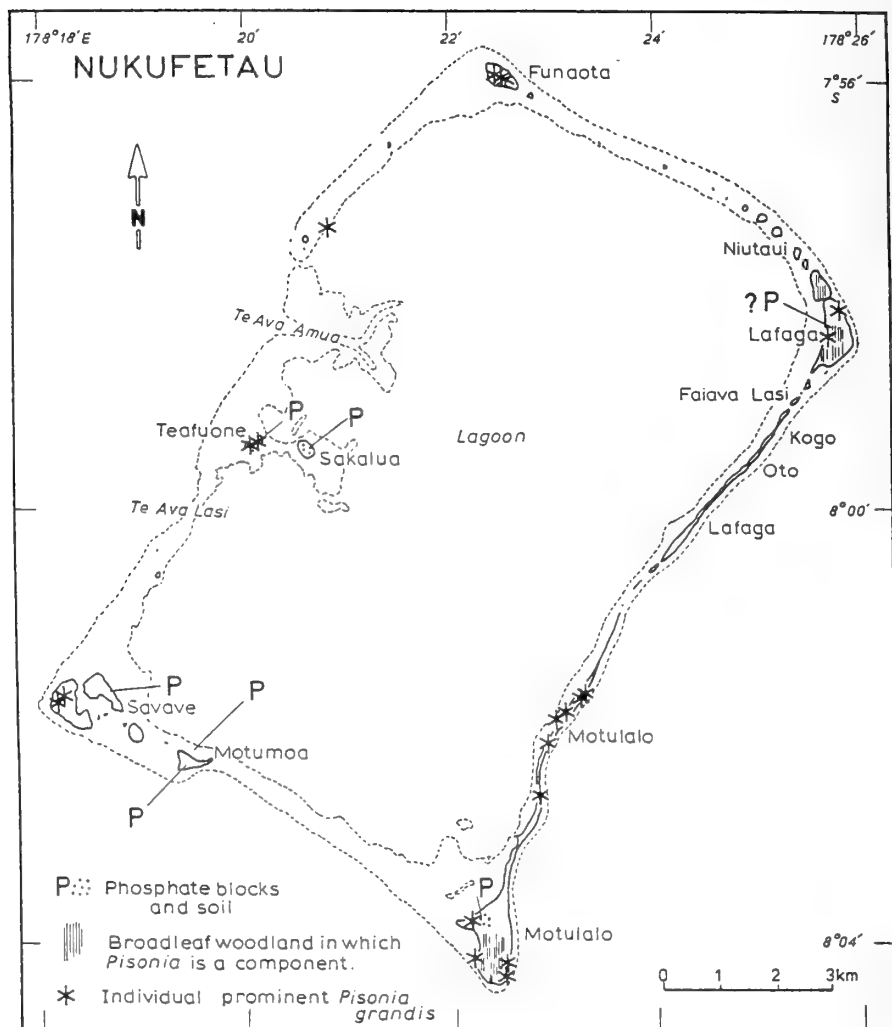 178°18' E
20'
22'
24'
178°26'
NUKUFETAU
Funaota
7°56'
S
N
Niutaui
? P
Te Ava Amua
Lafaga
P
P
Faiava Lasi
Teafuone
Lagoon
Kogo
Sakalua
Oto
Te Ava Lasi
8°00'
Lafaga
P
P
Savave
Motumoa
Motulalo
P
P
P Phosphate blocks
and soil
Motulalo
Broadleaf woodland in which
Pisonia is a component.
8°04'
0 1 2 3km
Individual prominent Pisonia
grandis